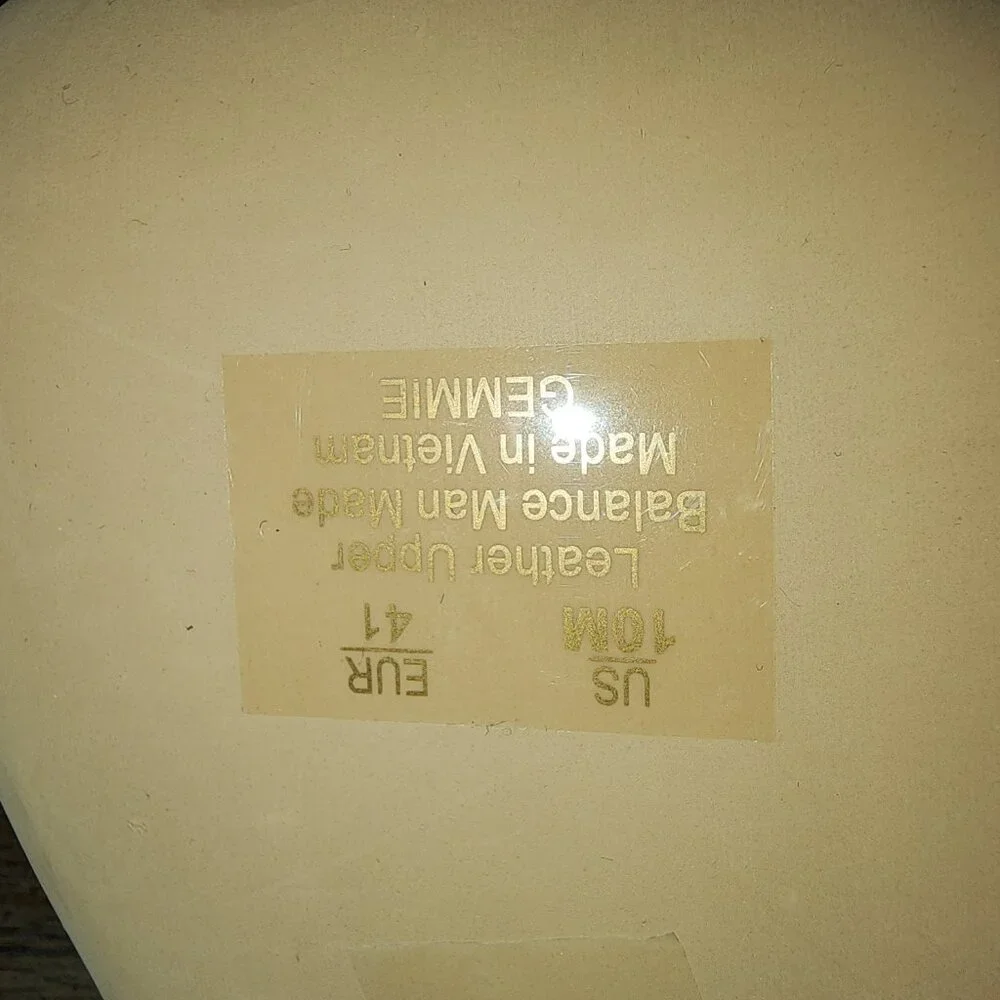 US EUR
10M 41
Leather Upper
Balance Man Made
Made in Vietnam
GEMMIE